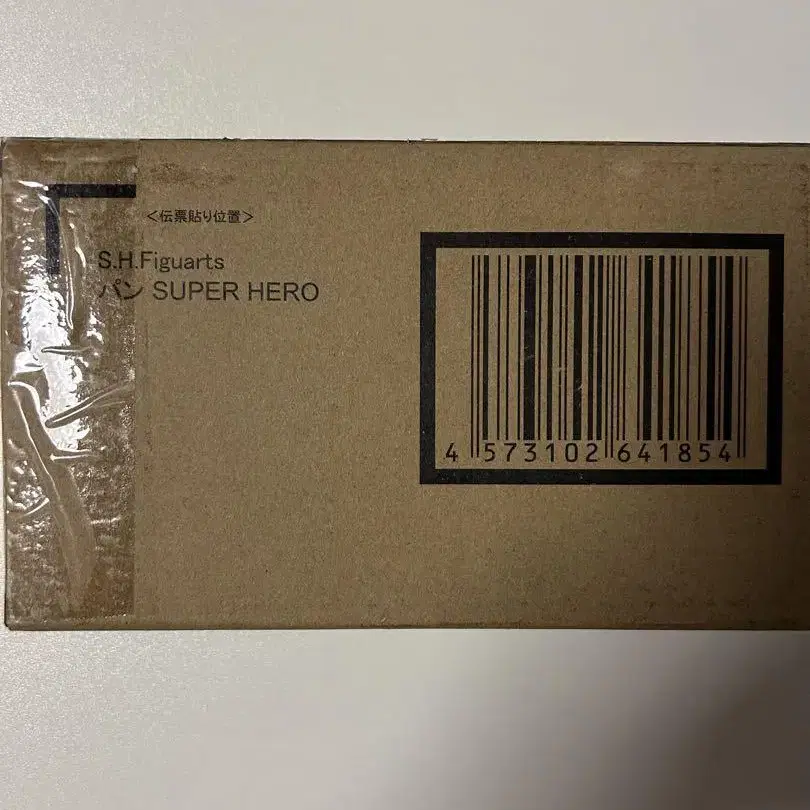 <伝票貼り位置>
S.H.Figuarts
パン SUPER HERO
4 573102 641854